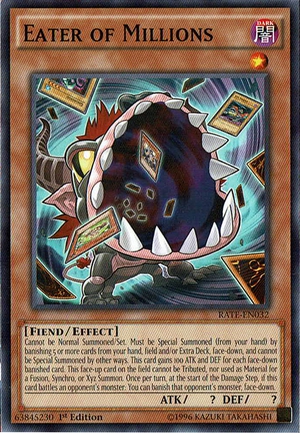 EATER OF MILLIONS
DARK
闇
RATE-EN032
[FIEND/EFFECT]
Cannot be Normal Summoned/Set. Must be Special Summoned (from your hand) by
banishing 5 or more cards from your hand, field and/or Extra Deck, face-down, and cannot
be Special Summoned by other ways. This card gains 100 ATK and DEF for each face-down
banished card. This face-up card on the field cannot be Tributed, nor used as Material for
a Fusion, Synchro, or Xyz Summon. Once per turn, at the start of the Damage Step, if this
card battles an opponent's monster: You can banish that opponent's monster, face-down.
ATK/ ? DEF/ ?
63845230 1st Edition ©1996 KAZUKI TAKAHASHI